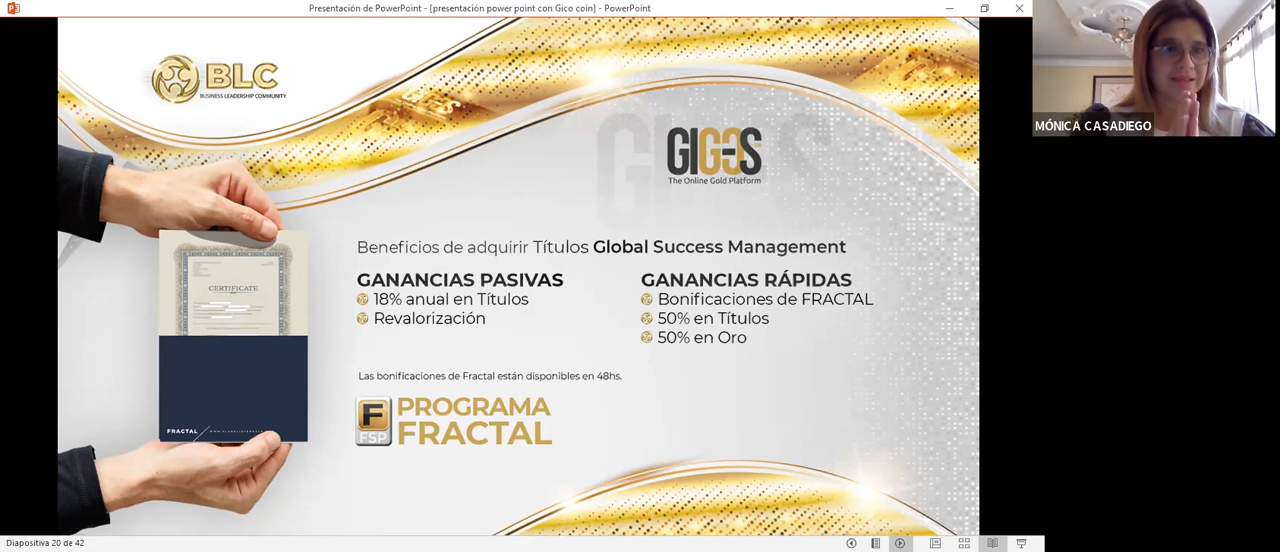 Presentación de PowerPoint - [presentación power point con Gico coin] - PowerPoint
BLC
BUSINESS LEADERSHIP COMMUNITY
MÓNICA CASADIEGO
GIGOS
The Online Gold Platform
Beneficios de adquirir Títulos Global Success Management
GANANCIAS PASIVAS
18% anual en Títulos
Revalorización
GANANCIAS RÁPIDAS
Bonificaciones de FRACTAL
50% en Títulos
50% en Oro
CERTIFICATE
Las bonificaciones de Fractal están disponibles en 48hs.
F
FSP
PROGRAMA
FRACTAL
FRACTAL
Diapositiva 20 de 42